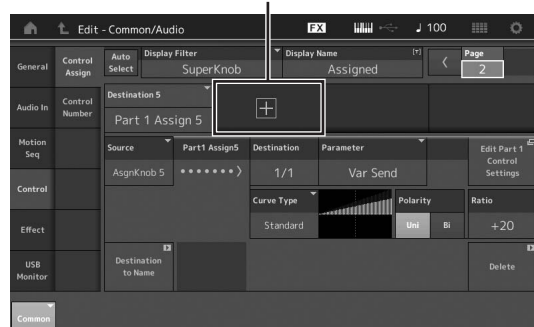 Edit - Common/Audio
FX
100
General
Control Assign
Auto Select
Display Filter
SuperKnob
Display Name
[T]
Assigned
Page
2
Audio In
Control Number
Destination 5
Part 1 Assign 5
Motion Seq
Source
AsgnKnob 5
Part1 Assign5
Destination
1/1
Parameter
Var Send
Edit Part 1 Control Settings
Control
Curve Type
Standard
Polarity
Uni
Bi
Ratio
+20
Effect
USB Monitor
Destination to Name
Delete
Common